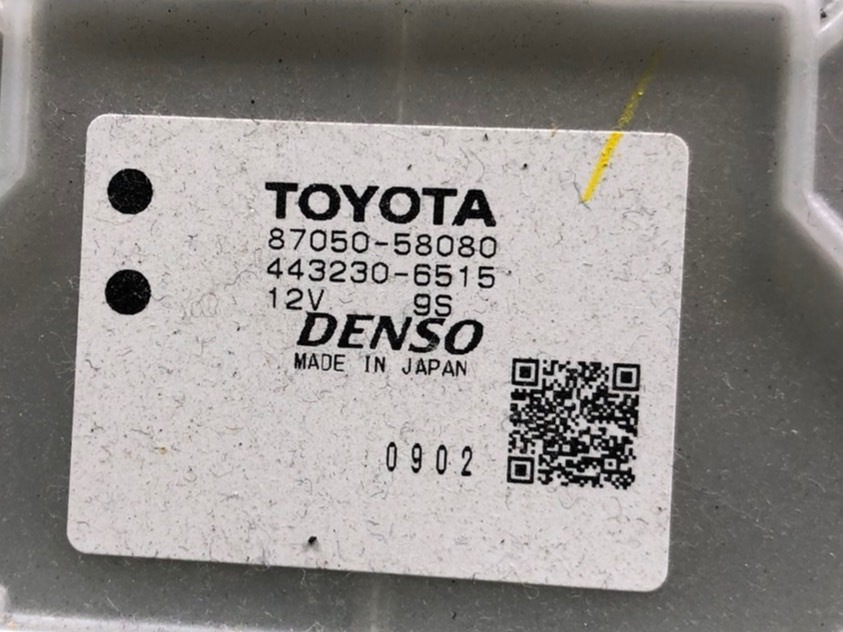 TOYOTA
87050-58080
443230-6515
12V 9S
DENSO
MADE IN JAPAN
0902